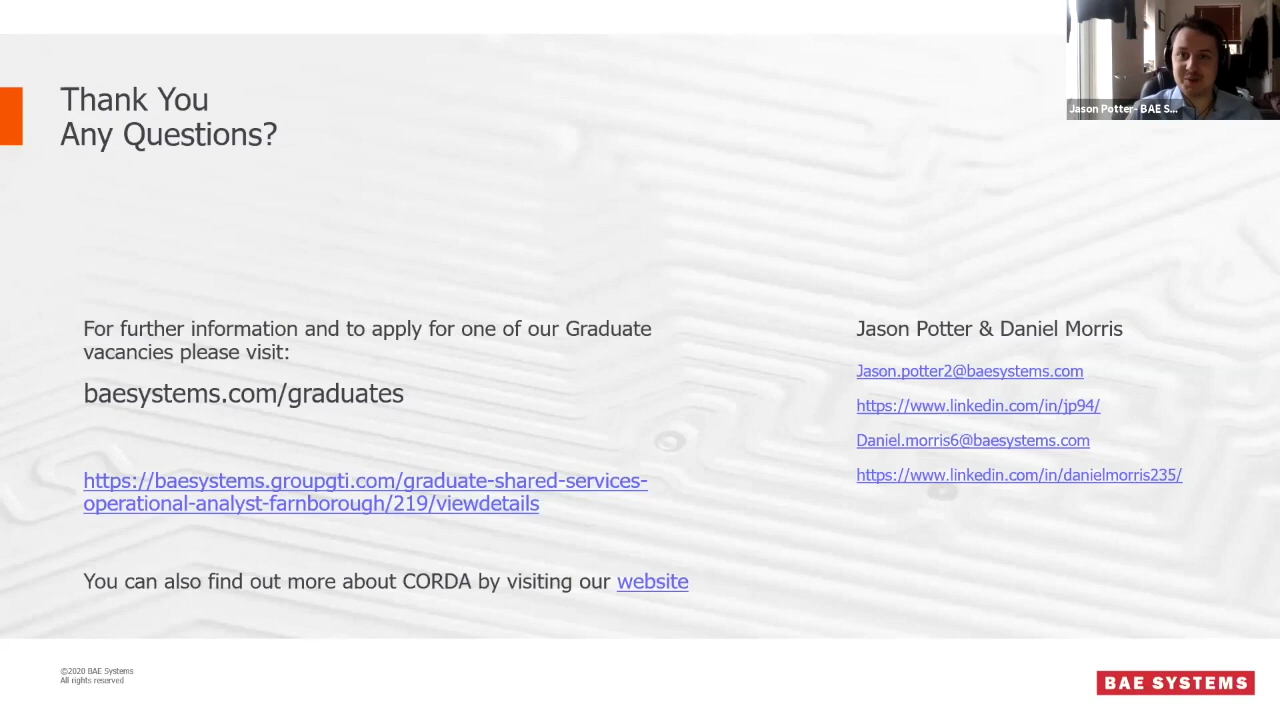 Thank You
Any Questions?
Jason Potter- BAE S...
For further information and to apply for one of our Graduate
vacancies please visit:
baesystems.com/graduates
https://baesystems.groupgti.com/graduate-shared-services-
operational-analyst-farnborough/219/viewdetails
You can also find out more about CORDA by visiting our website
Jason Potter & Daniel Morris
Jason.potter2@baesystems.com
https://www.linkedin.com/in/jp94/
Daniel.morris6@baesystems.com
https://www.linkedin.com/in/danielmorris235/
©2020 BAE Systems
All rights reserved
BAE SYSTEMS